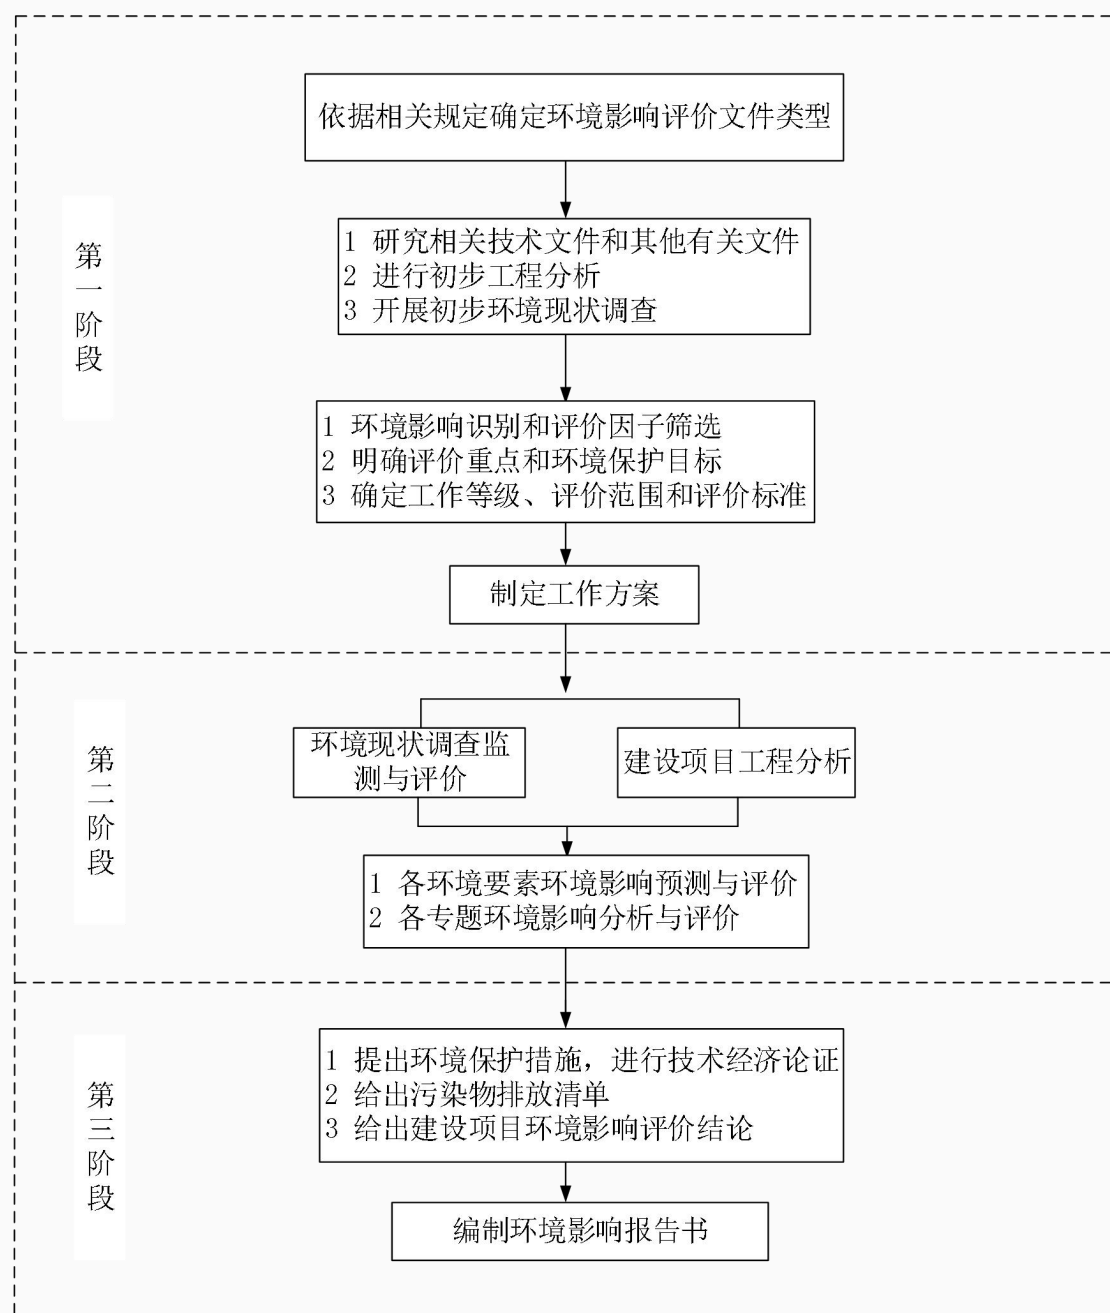 依据相关规定确定环境影响评价文件类型
第一阶段
1 研究相关技术文件和其他有关文件
2 进行初步工程分析
3 开展初步环境现状调查
1 环境影响识别和评价因子筛选
2 明确评价重点和环境保护目标
3 确定工作等级、评价范围和评价标准
制定工作方案
第二阶段
环境现状调查监
测与评价
建设项目工程分析
1 各环境要素环境影响预测与评价
2 各专题环境影响分析与评价
第三阶段
1 提出环境保护措施，进行技术经济论证
2 给出污染物排放清单
3 给出建设项目环境影响评价结论
编制环境影响报告书